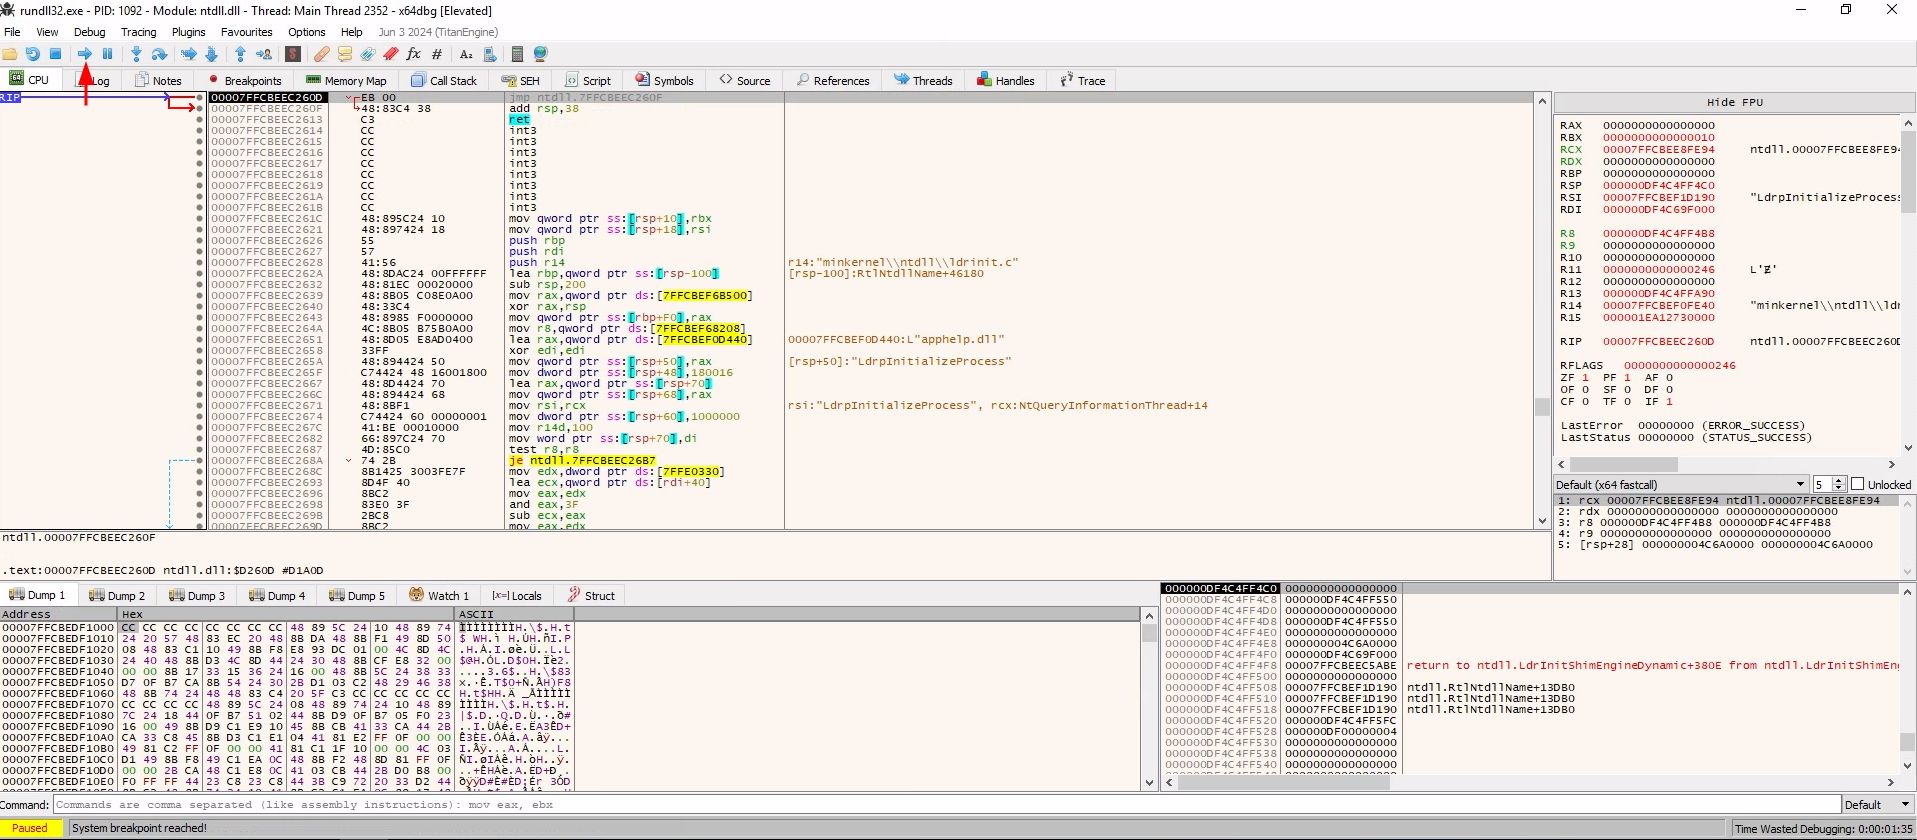 rundll32.exe - PID: 1092 - Module: ntdll.dll - Thread: Main Thread 2352 - x64dbg [Elevated]
File View Debug Tracing Plugins Favourites Options Help Jun 3 2024 (TitanEngine)
CPU Log Notes Breakpoints Memory Map Call Stack SEH Script Symbols Source References Threads Handles Trace
RIP
00007FFCBEEC260D EB 00 jmp ntdll.7FFCBEEC260F
00007FFCBEEC260F 48:83C4 38 add rsp,38
00007FFCBEEC2613 C3 ret
00007FFCBEEC2614 CC int3
00007FFCBEEC2615 CC int3
00007FFCBEEC2616 CC int3
00007FFCBEEC2617 CC int3
00007FFCBEEC2618 CC int3
00007FFCBEEC2619 CC int3
00007FFCBEEC261A CC int3
00007FFCBEEC261B CC int3
00007FFCBEEC261C 48:895C24 10 mov qword ptr ss:[rsp+10],rbx
00007FFCBEEC2621 48:897424 18 mov qword ptr ss:[rsp+18],rsi
00007FFCBEEC2626 55 push rbp
00007FFCBEEC2627 57 push rdi
00007FFCBEEC2628 41:56 push r14 r14:"minkernel\\ntdll\\ldrinit.c"
00007FFCBEEC262A 48:8DAC24 00FFFFFF lea rbp,qword ptr ss:[rsp-100] [rsp-100]:RtlNtdllName+46180
00007FFCBEEC2632 48:81EC 00020000 sub rsp,200
00007FFCBEEC2639 48:8B05 C08E0A00 mov rax,qword ptr ds:[7FFCBEF6B500]
00007FFCBEEC2640 48:33C4 xor rax,rsp
00007FFCBEEC2643 48:8985 F0000000 mov qword ptr ss:[rbp+F0],rax
00007FFCBEEC264A 4C:8B05 B75B0A00 mov r8,qword ptr ds:[7FFCBEF68208]
00007FFCBEEC2651 48:8D05 E8AD0400 lea rax,qword ptr ds:[7FFCBEF0D440] 00007FFCBEF0D440:L"apphelp.dll"
00007FFCBEEC2658 33FF xor edi,edi
00007FFCBEEC265A 48:894424 50 mov qword ptr ss:[rsp+50],rax [rsp+50]:"LdrpInitializeProcess"
00007FFCBEEC265F C74424 48 16001800 mov dword ptr ss:[rsp+48],180016
00007FFCBEEC2667 48:8D4424 70 lea rax,qword ptr ss:[rsp+70]
00007FFCBEEC266C 48:894424 68 mov qword ptr ss:[rsp+68],rax
00007FFCBEEC2671 48:8BF1 mov rsi,rcx rsi:"LdrpInitializeProcess", rcx:NtQueryInformationThread+14
00007FFCBEEC2674 C74424 60 00000001 mov dword ptr ss:[rsp+60],1000000
00007FFCBEEC267C 41:BE 00010000 mov r14d,100
00007FFCBEEC2682 66:897C24 70 mov word ptr ss:[rsp+70],di
00007FFCBEEC2687 4D:85C0 test r8,r8
00007FFCBEEC268A 74 2B je ntdll.7FFCBEEC26B7
00007FFCBEEC268C 8B1425 3003FE7F mov edx,dword ptr ds:[7FFE0330]
00007FFCBEEC2693 8D4F 40 lea ecx,qword ptr ds:[rdi+40]
00007FFCBEEC2696 8BC2 mov eax,edx
00007FFCBEEC2698 83E0 3F and eax,3F
00007FFCBEEC269B 2BC8 sub ecx,eax
00007FFCBEEC269D 8BC2 mov eax,edx
ntdll.00007FFCBEEC260F
.text:00007FFCBEEC260D ntdll.dll:$D260D #D1A0D
Hide FPU
RAX 0000000000000000
RBX 0000000000000010
RCX 00007FFCBEE8FE94 ntdll.00007FFCBEE8FE94
RDX 0000000000000000
RBP 0000000000000000
RSP 000000DF4C4FF4C0
RSI 00007FFCBEF1D190 "LdrpInitializeProcess
RDI 000000DF4C69F000
R8 000000DF4C4FF4B8
R9 0000000000000000
R10 0000000000000000
R11 0000000000000246 L'Ɇ'
R12 0000000000000000
R13 000000DF4C4FFA90
R14 00007FFCBEF0FE40 "minkernel\\ntdll\\ldr
R15 000001EA12730000
RIP 00007FFCBEEC260D ntdll.00007FFCBEEC260D
RFLAGS 0000000000000246
ZF 1 PF 1 AF 0
OF 0 SF 0 DF 0
CF 0 TF 0 IF 1
LastError 00000000 (ERROR_SUCCESS)
LastStatus 00000000 (STATUS_SUCCESS)
Default (x64 fastcall) 5 Unlocked
1: rcx 00007FFCBEE8FE94 ntdll.00007FFCBEE8FE94
2: rdx 0000000000000000 0000000000000000
3: r8 000000DF4C4FF4B8 000000DF4C4FF4B8
4: r9 0000000000000000 0000000000000000
5: [rsp+28] 000000004C6A0000 000000004C6A0000
Dump 1 Dump 2 Dump 3 Dump 4 Dump 5 Watch 1 [x=] Locals Struct
Address Hex ASCII
00007FFCBEDF1000 CC CC CC CC CC CC CC CC 48 89 5C 24 10 48 89 74 ÌÌÌÌÌÌÌÌH.\$.H.t
00007FFCBEDF1010 24 20 57 48 83 EC 20 48 8B DA 48 8B F1 49 8D 50
00007FFCBEDF1020 08 48 83 C1 10 49 8B F8 E8 93 DC 01 00 4C 8D 4C
00007FFCBEDF1030 24 40 48 8B D3 4C 8D 44 24 30 48 8B CF E8 32 00
00007FFCBEDF1040 00 00 8B 17 33 15 36 24 16 00 48 8B 5C 24 38 33
00007FFCBEDF1050 D7 0F B7 CA 8B 54 24 30 2B D1 03 C2 48 29 46 38
00007FFCBEDF1060 48 8B 74 24 48 48 83 C4 20 5F C3 CC CC CC CC CC
00007FFCBEDF1070 CC CC CC CC 48 89 5C 24 08 48 89 74 24 10 48 89
00007FFCBEDF1080 7C 24 18 44 0F B7 51 02 44 8B D9 0F B7 05 F0 23
00007FFCBEDF1090 16 00 49 8B D9 C1 E9 10 45 8B CB 41 33 CA 44 2B
00007FFCBEDF10A0 CA 33 C8 45 8B D3 C1 E1 04 41 81 E2 FF 0F 00 00
00007FFCBEDF10B0 49 81 C2 FF 0F 00 00 41 81 C1 1F 10 00 00 4C 03
00007FFCBEDF10C0 D1 49 8B F8 49 C1 EA 0C 48 8B F2 48 8D 81 FF 0F
00007FFCBEDF10D0 00 00 2B CA 48 C1 E8 0C 41 03 CB 44 2B D0 B8 00
00007FFCBEDF10E0 F0 FF FF 44 23 C8 23 C8 44 3B C9 72 20 33 D2 44
000000DF4C4FF4C0 0000000000000000
000000DF4C4FF4C8 000000DF4C4FF550
000000DF4C4FF4D0 0000000000000000
000000DF4C4FF4D8 000000DF4C4FF550
000000DF4C4FF4E0 0000000000000000
000000DF4C4FF4E8 000000004C6A0000
000000DF4C4FF4F0 000000DF4C69F000
000000DF4C4FF4F8 00007FFCBEEC5ABE return to ntdll.LdrInitShimEngineDynamic+380E from ntdll.LdrInitShimEng
000000DF4C4FF500 0000000000000000
000000DF4C4FF508 00007FFCBEF1D190 ntdll.RtlNtdllName+13DB0
000000DF4C4FF510 00007FFCBEF1D190 ntdll.RtlNtdllName+13DB0
000000DF4C4FF518 00007FFCBEF1D190 ntdll.RtlNtdllName+13DB0
000000DF4C4FF520 000000DF4C4FF5FC
000000DF4C4FF528 000000DF00000004
000000DF4C4FF530 0000000000000000
000000DF4C4FF538 0000000000000000
000000DF4C4FF540 0000000000000000
Command: Commands are comma separated (like assembly instructions): mov eax, ebx Default
Paused System breakpoint reached! Time Wasted Debugging: 0:00:01:35